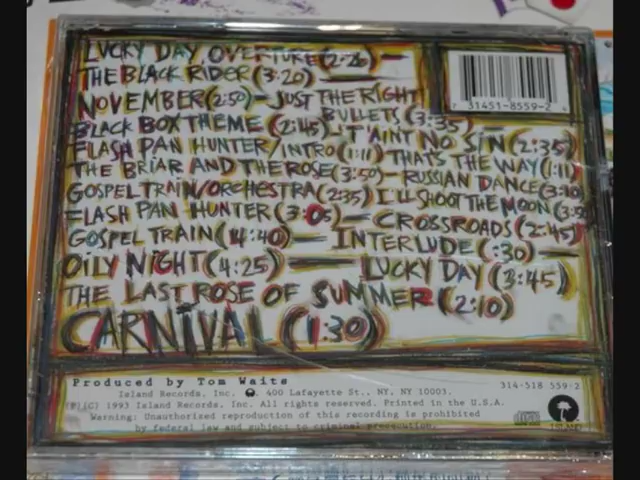 LUCKY DAY OVERTURE (2:26) —
THE BLACK RIDER (3:20) —
NOVEMBER (2:50) — JUST THE RIGHT
BULLETS (3:35) —
BLACK BOX THEME (2:45) — 'T'AINT NO SIN (2:35)
FLASH PAN HUNTER/INTRO (1:11) — THAT'S THE WAY (1:11)
THE BRIAR AND THE ROSE (3:50) — RUSSIAN DANCE (3:10)
GOSPEL TRAIN/ORCHESTRA (2:35) I'LL SHOOT THE MOON
FLASH PAN HUNTER (3:05) — CROSSROADS (2:45)
GOSPEL TRAIN (4:40) — INTERLUDE (:30) —
OILY NIGHT (4:25) — LUCKY DAY (3:45)
THE LAST ROSE OF SUMMER (2:10)
CARNIVAL (1:30)
7 31451-8559-2 4
Produced by Tom Waits
314-518 559-2
Island Records, Inc. 400 Lafayette St., NY, NY 10003.
(P)(C) 1993 Island Records, Inc. All rights reserved. Printed in the U.S.A.
Warning: Unauthorized reproduction of this recording is prohibited
by federal law and subject to criminal prosecution.
ISLAND